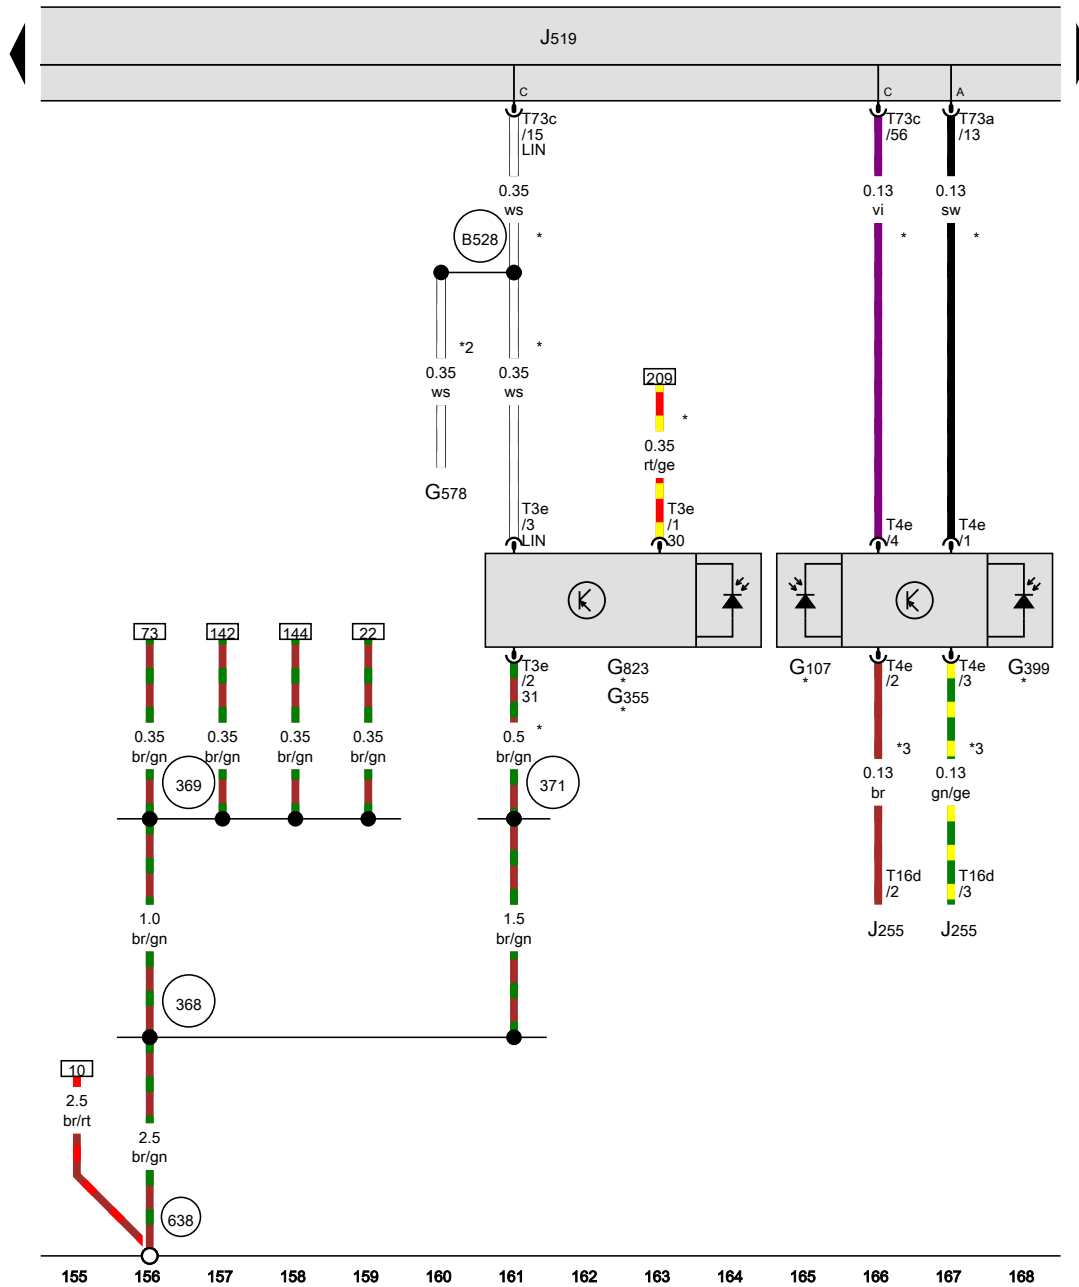 J519
C
C
A
T73c
/15
LIN
T73c
/56
T73a
/13
0.35
ws
0.13
vi
0.13
sw
B528
*
*
*
*2
*
0.35
ws
0.35
ws
209
*
0.35
rt/ge
G578
T3e
/3
LIN
T3e
/1
30
T4e
/4
T4e
/1
73
142
144
22
T3e
/2
31
G823
*
G355
*
G107
*
T4e
/2
T4e
/3
G399
*
*
0.35
br/gn
0.35
br/gn
0.35
br/gn
0.35
br/gn
0.5
br/gn
*3
*3
0.13
br
0.13
gn/ge
369
371
T16d
/2
T16d
/3
1.0
br/gn
1.5
br/gn
J255
J255
368
10
2.5
br/rt
2.5
br/gn
638
155 156 157 158 159 160 161 162 163 164 165 166 167 168